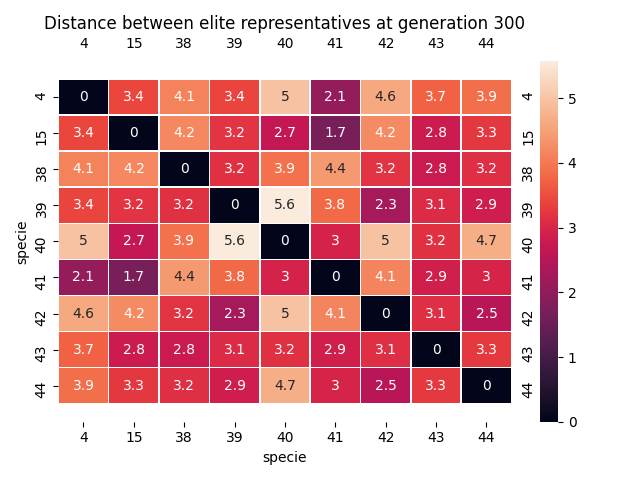 Distance between elite representatives at generation 300
4 15 38 39 40 41 42 43 44
4 0 3.4 4.1 3.4 5 2.1 4.6 3.7 3.9 4
15 3.4 0 4.2 3.2 2.7 1.7 4.2 2.8 3.3 15
38 4.1 4.2 0 3.2 3.9 4.4 3.2 2.8 3.2 38
39 3.4 3.2 3.2 0 5.6 3.8 2.3 3.1 2.9 39
40 5 2.7 3.9 5.6 0 3 5 3.2 4.7 40
41 2.1 1.7 4.4 3.8 3 0 4.1 2.9 3 41
42 4.6 4.2 3.2 2.3 5 4.1 0 3.1 2.5 42
43 3.7 2.8 2.8 3.1 3.2 2.9 3.1 0 3.3 43
44 3.9 3.3 3.2 2.9 4.7 3 2.5 3.3 0 44
4 15 38 39 40 41 42 43 44
specie
specie
5
4
3
2
1
0